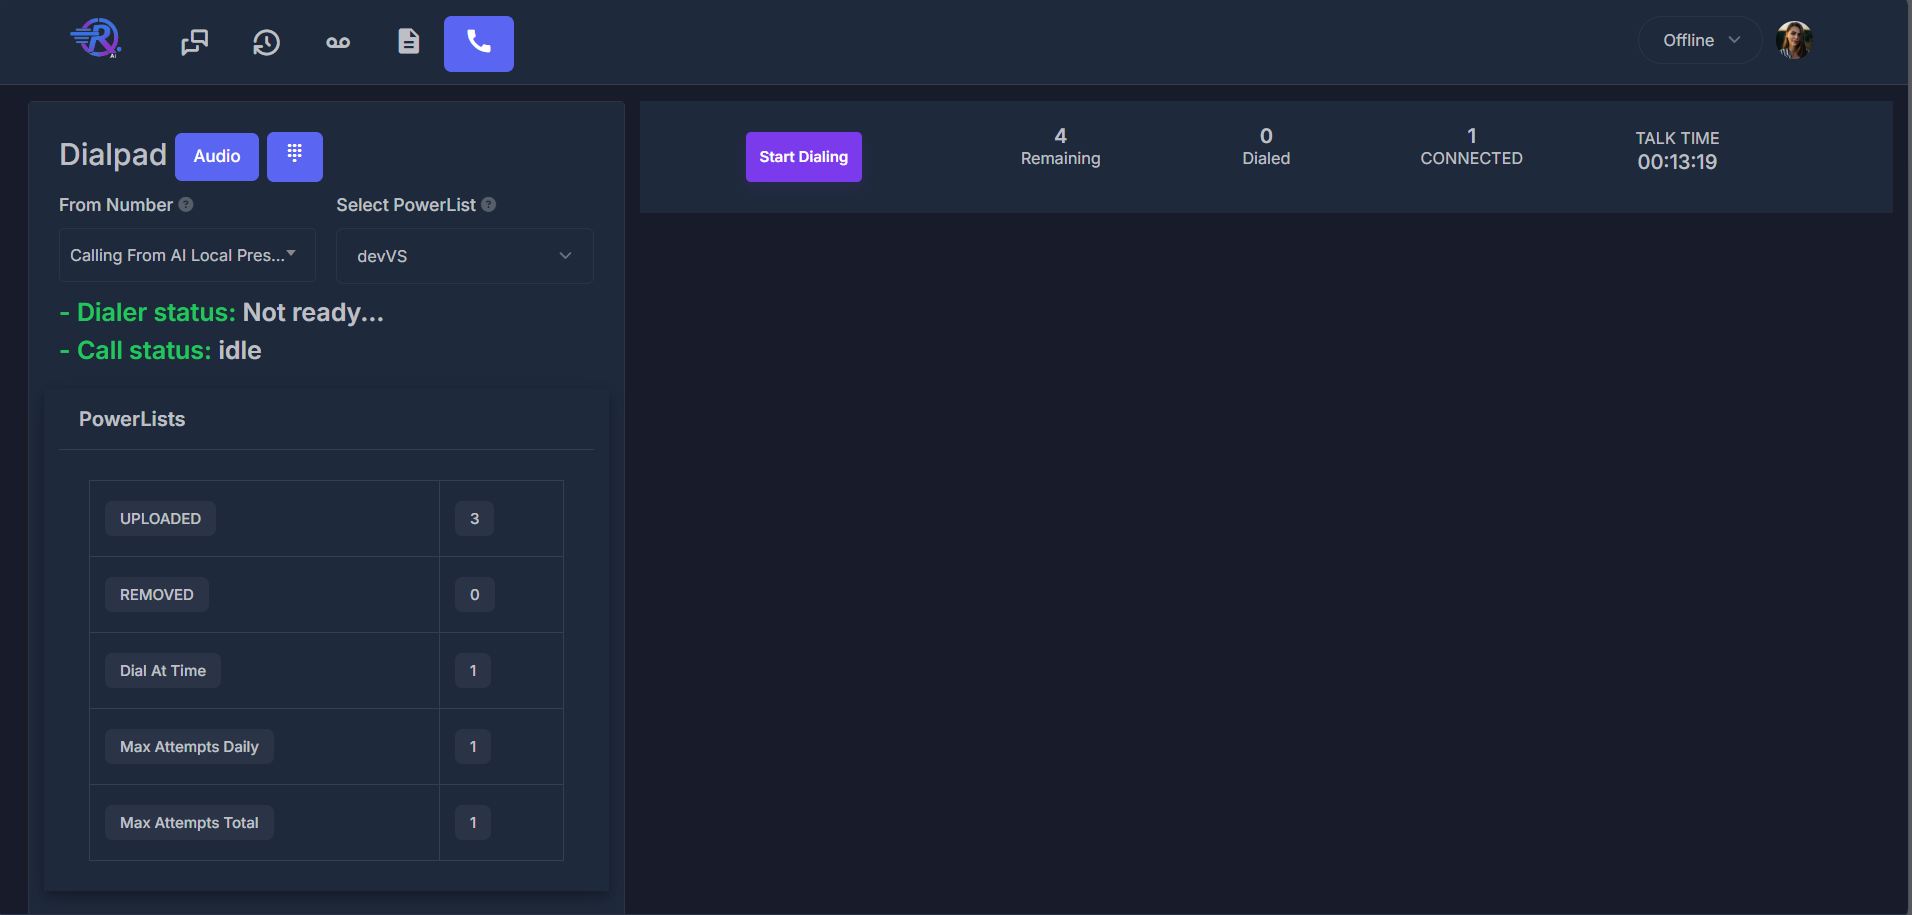 R
AI
Offline
Dialpad
Audio
From Number ?
Select PowerList ?
Calling From AI Local Pres...
devVS
- Dialer status: Not ready...
- Call status: idle
PowerLists
UPLOADED 3
REMOVED 0
Dial At Time 1
Max Attempts Daily 1
Max Attempts Total 1
Start Dialing
4
Remaining
0
Dialed
1
CONNECTED
TALK TIME
00:13:19